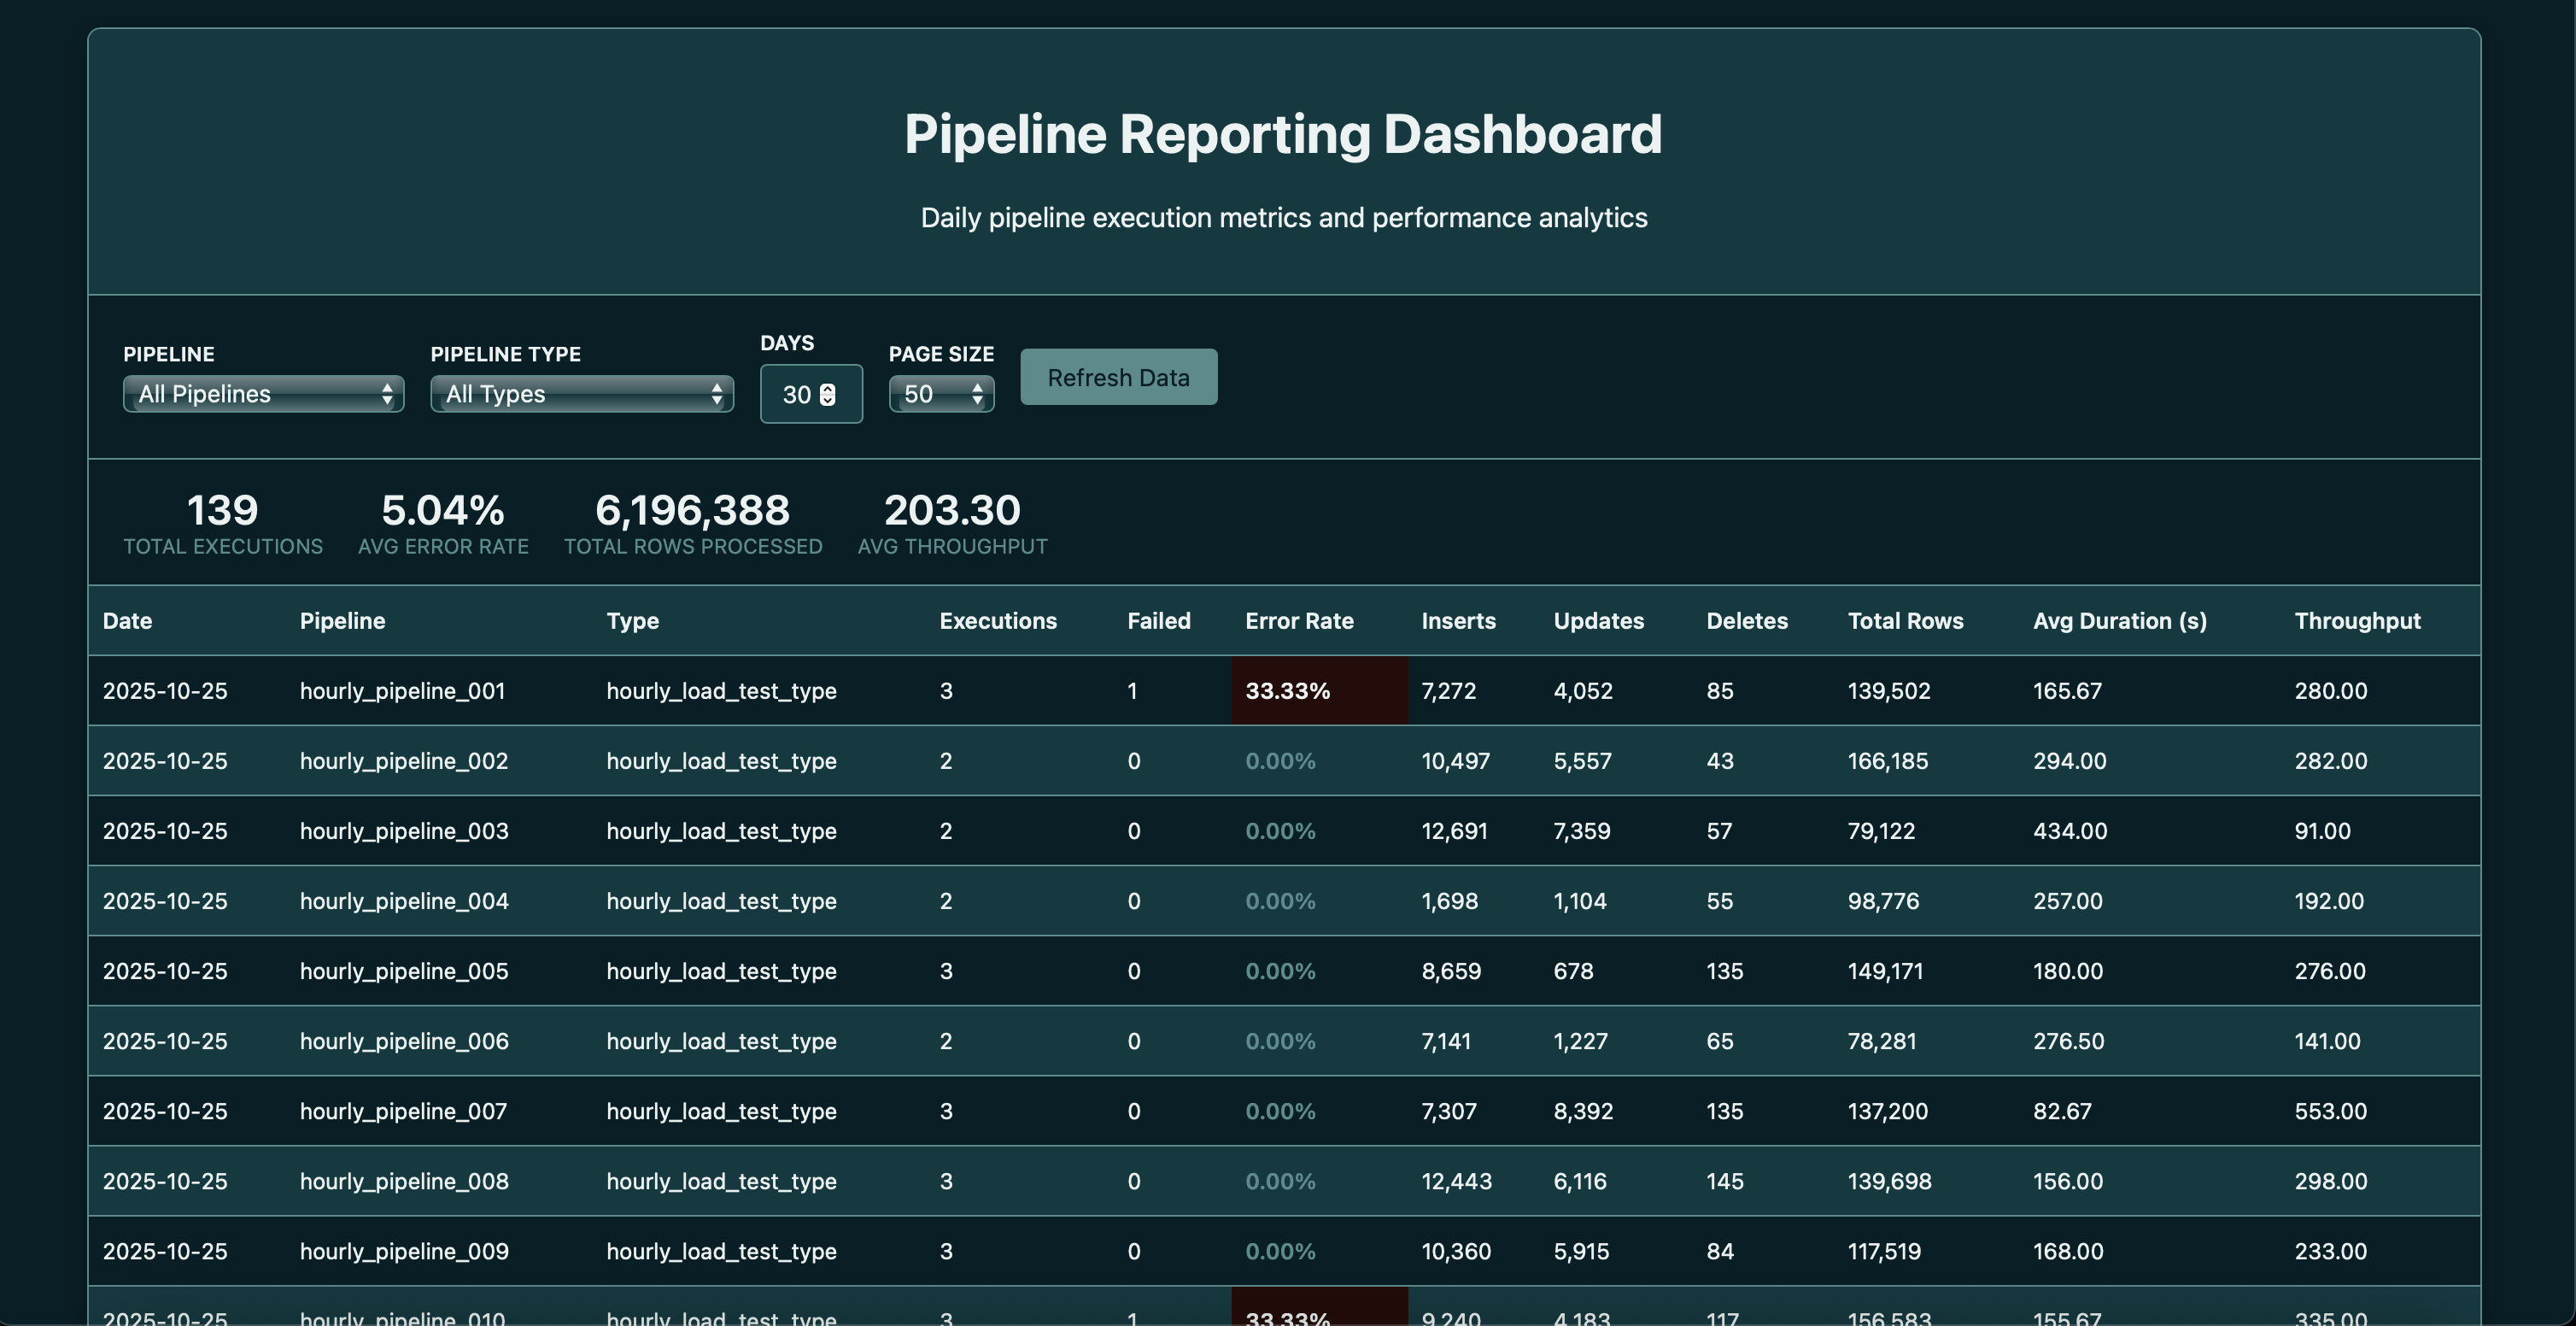 Pipeline Reporting Dashboard
Daily pipeline execution metrics and performance analytics
PIPELINE PIPELINE TYPE DAYS PAGE SIZE
All Pipelines All Types 30 50 Refresh Data
139 5.04% 6,196,388 203.30
TOTAL EXECUTIONS AVG ERROR RATE TOTAL ROWS PROCESSED AVG THROUGHPUT
Date Pipeline Type Executions Failed Error Rate Inserts Updates Deletes Total Rows Avg Duration (s) Throughput
2025-10-25 hourly_pipeline_001 hourly_load_test_type 3 1 33.33% 7,272 4,052 85 139,502 165.67 280.00
2025-10-25 hourly_pipeline_002 hourly_load_test_type 2 0 0.00% 10,497 5,557 43 166,185 294.00 282.00
2025-10-25 hourly_pipeline_003 hourly_load_test_type 2 0 0.00% 12,691 7,359 57 79,122 434.00 91.00
2025-10-25 hourly_pipeline_004 hourly_load_test_type 2 0 0.00% 1,698 1,104 55 98,776 257.00 192.00
2025-10-25 hourly_pipeline_005 hourly_load_test_type 3 0 0.00% 8,659 678 135 149,171 180.00 276.00
2025-10-25 hourly_pipeline_006 hourly_load_test_type 2 0 0.00% 7,141 1,227 65 78,281 276.50 141.00
2025-10-25 hourly_pipeline_007 hourly_load_test_type 3 0 0.00% 7,307 8,392 135 137,200 82.67 553.00
2025-10-25 hourly_pipeline_008 hourly_load_test_type 3 0 0.00% 12,443 6,116 145 139,698 156.00 298.00
2025-10-25 hourly_pipeline_009 hourly_load_test_type 3 0 0.00% 10,360 5,915 84 117,519 168.00 233.00
2025-10-25 hourly_pipeline_010 hourly_load_test_type 3 1 33.33% 9,240 4,183 117 156,583 155.67 335.00